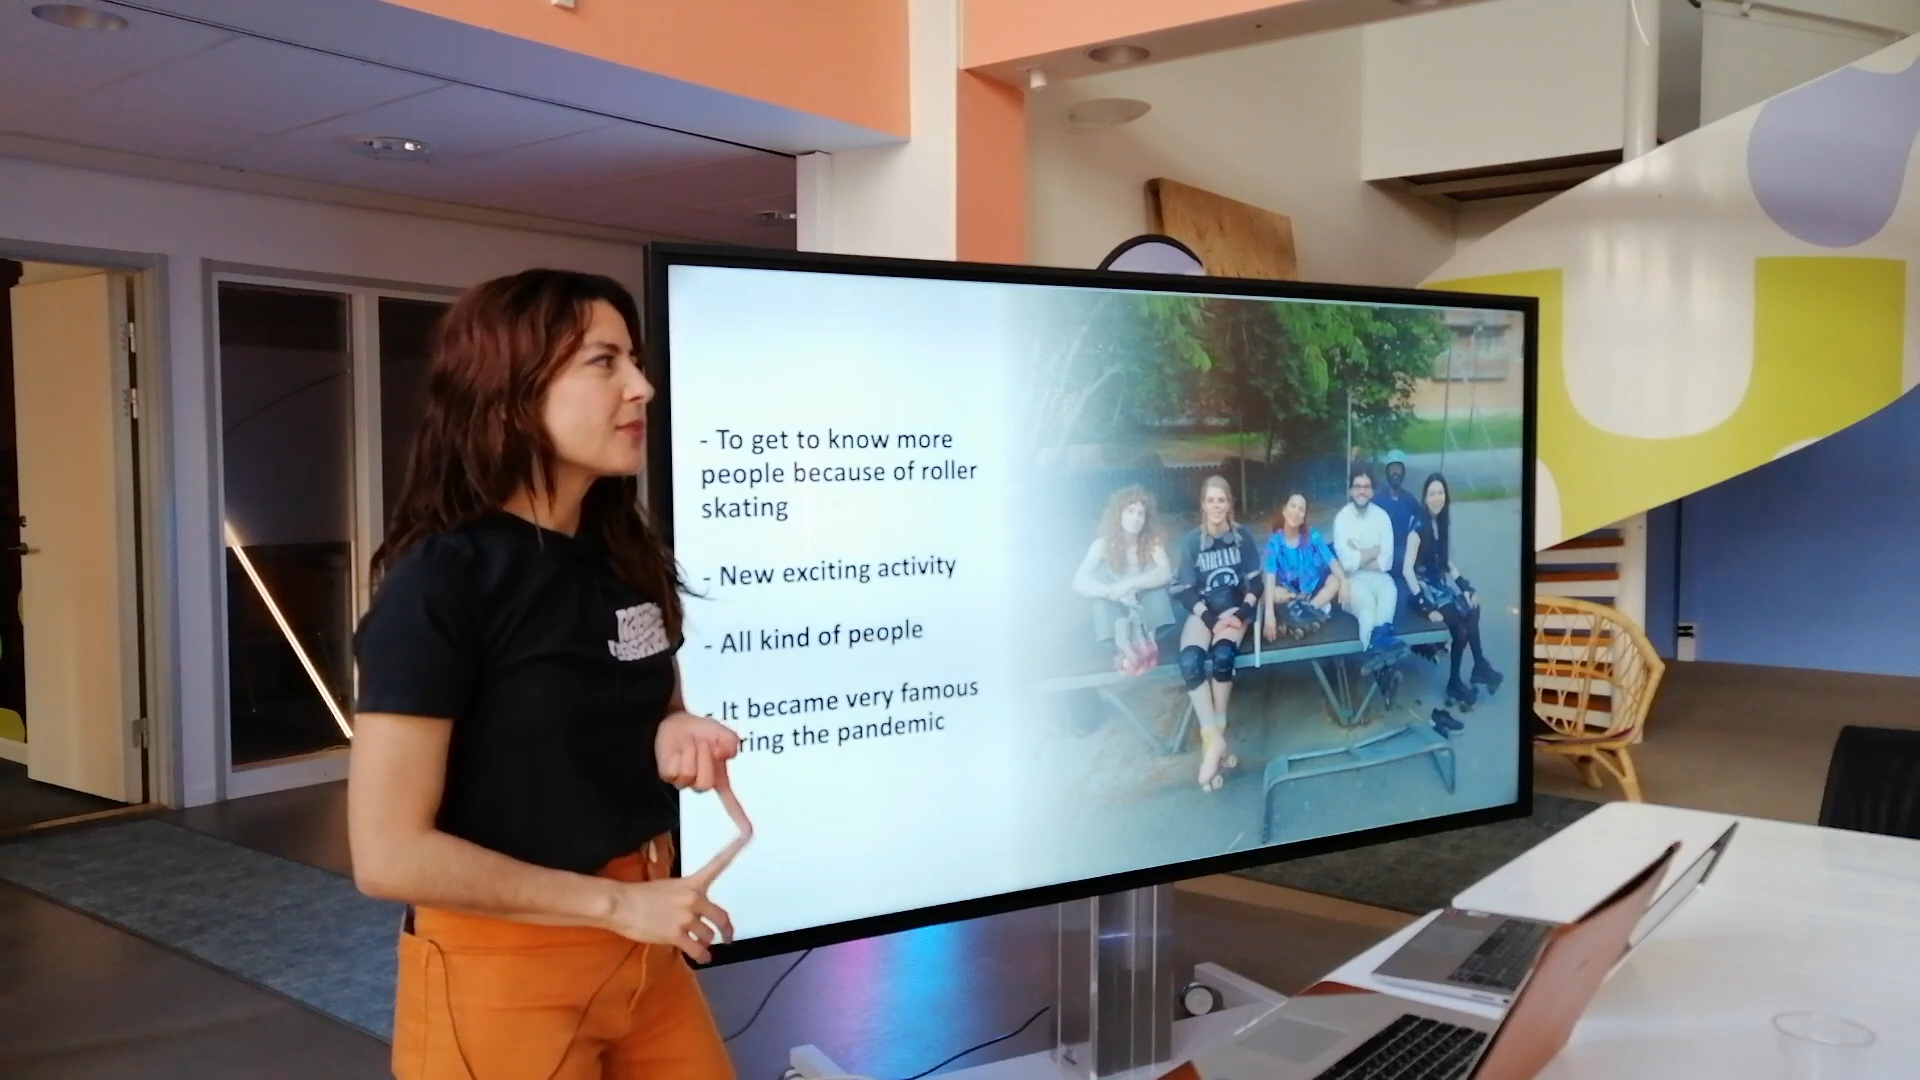 - To get to know more
people because of roller
skating
- New exciting activity
- All kind of people
- It became very famous
ring the pandemic
NIRVANA